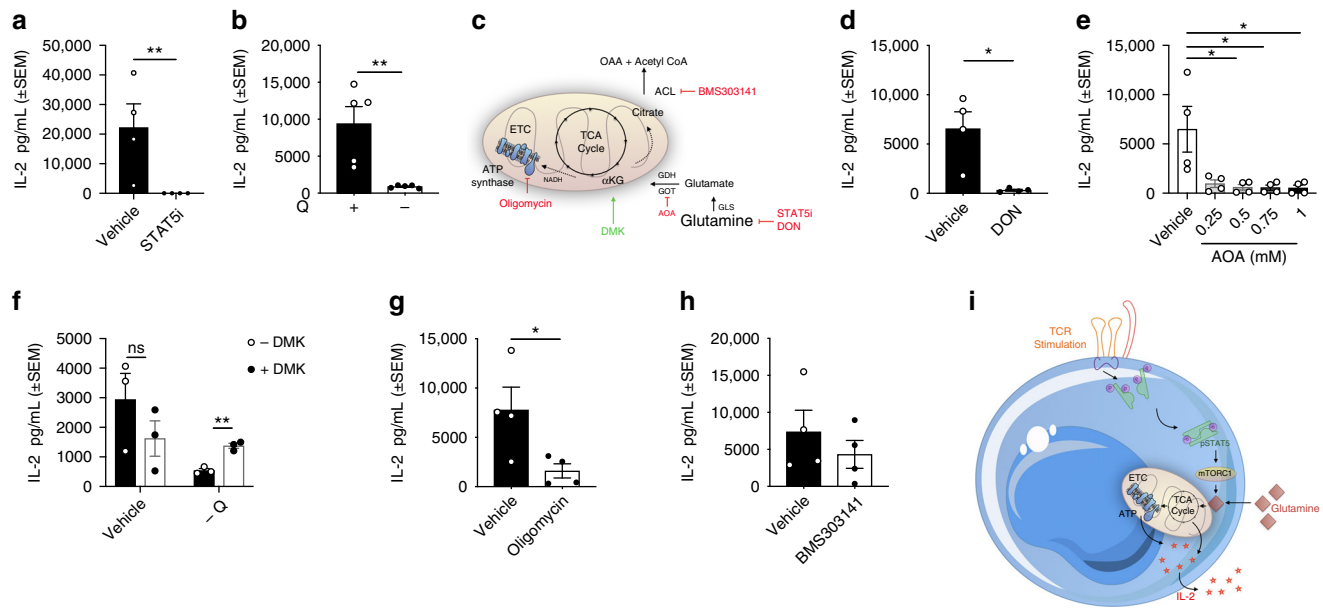 a
IL-2 pg/mL (±SEM)
50,000
40,000
30,000
20,000
10,000
0
**
Vehicle
STAT5i
b
IL-2 pg/mL (±SEM)
20,000
15,000
10,000
5000
0
**
Q
+
–
c
OAA + Acetyl CoA
ACL
BMS303141
Citrate
ETC
TCA
Cycle
ATP
synthase
NADH
αKG
GDH
Glutamate
GOT
Oligomycin
AOA
GLS
Glutamine
STAT5i
DON
DMK
d
IL-2 pg/mL (±SEM)
15,000
10,000
5000
0
*
Vehicle
DON
e
IL-2 pg/mL (±SEM)
15,000
10,000
5000
0
*
*
*
Vehicle
0.25
0.5
0.75
1
AOA (mM)
f
IL-2 pg/mL (±SEM)
5000
4000
3000
2000
1000
0
ns
**
– DMK
+ DMK
Vehicle
– Q
g
IL-2 pg/mL (±SEM)
15,000
10,000
5000
0
*
Vehicle
Oligomycin
h
IL-2 pg/mL (±SEM)
20,000
15,000
10,000
5000
0
Vehicle
BMS303141
i
TCR
Stimulation
pSTAT5
mTORC1
ETC
TCA
Cycle
ATP
Glutamine
IL-2